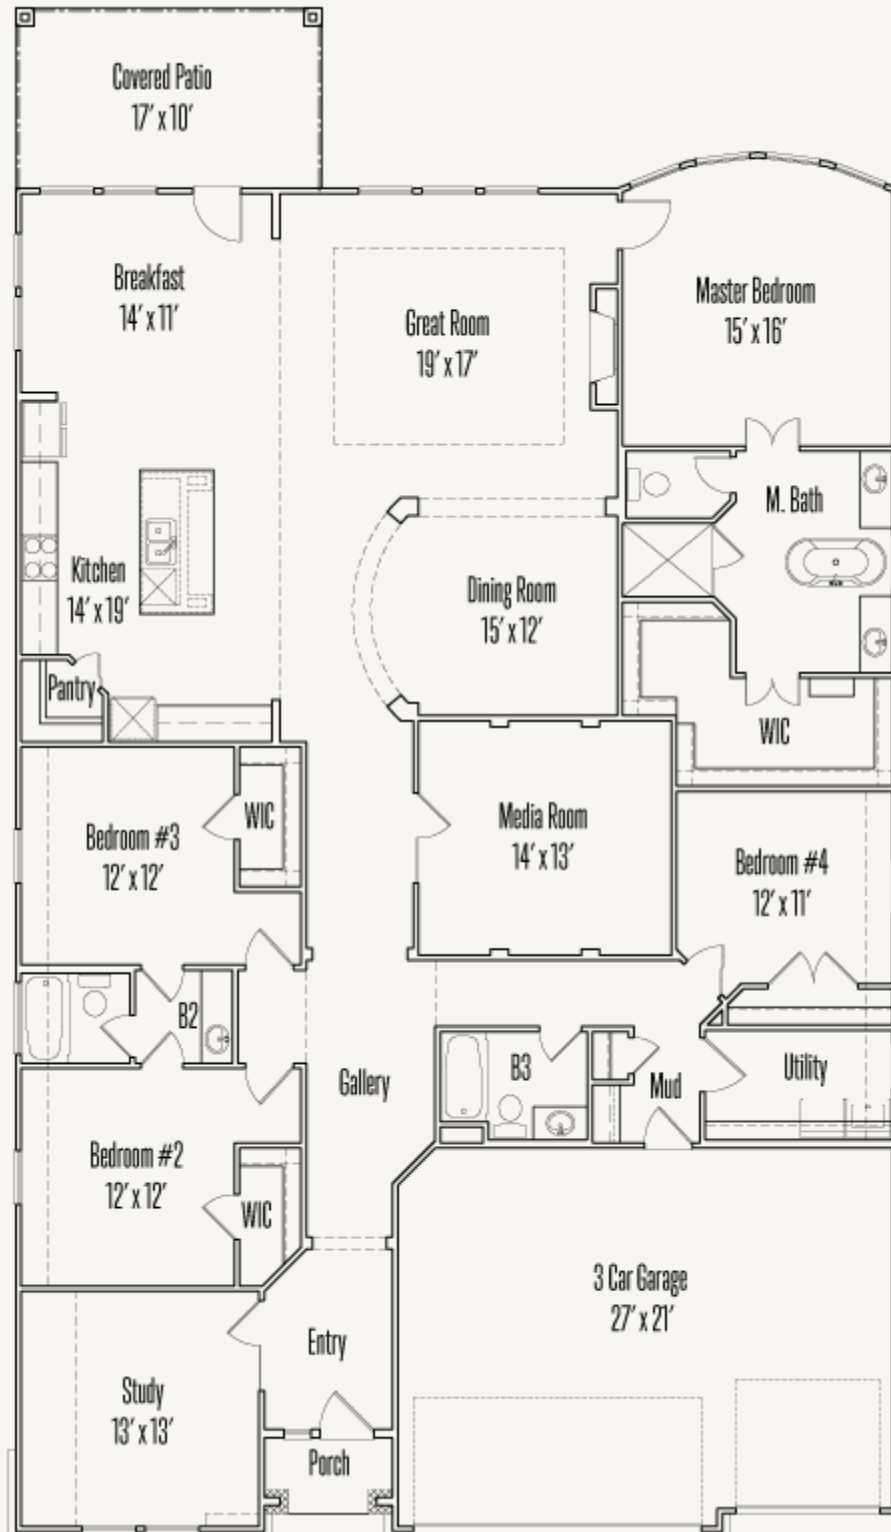 Covered Patio
17' x 10'
Breakfast
14' x 11'
Great Room
19' x 17'
Master Bedroom
15' x 16'
M. Bath
Kitchen
14' x 19'
Dining Room
15' x 12'
Pantry
WIC
WIC
Bedroom #3
12' x 12'
Media Room
14' x 13'
Bedroom #4
12' x 11'
B2
Gallery
B3
Mud
Utility
Bedroom #2
12' x 12'
WIC
3 Car Garage
27' x 21'
Entry
Study
13' x 13'
Porch